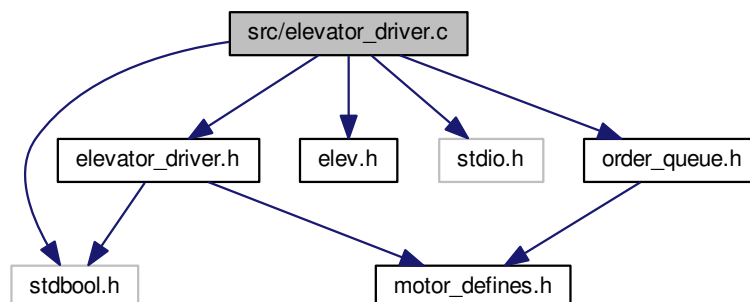 src/elevator_driver.c
elevator_driver.h
elev.h
stdio.h
order_queue.h
stdbool.h
motor_defines.h